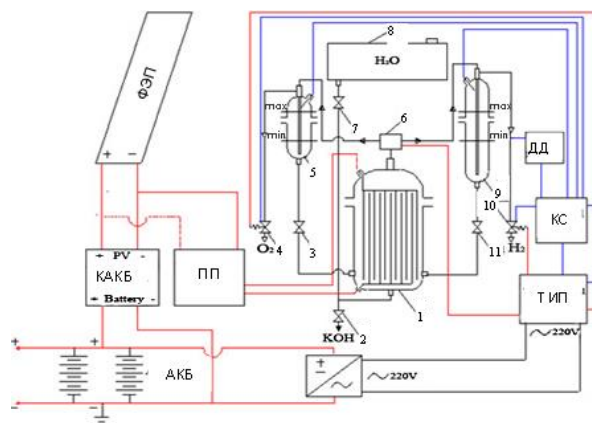 8
H₂O
ФЭП
+ −
max
min
5
7
6
max
min
9
ДД
10
O₂ 4
3
11 H₂
КС
+ PV -
КАКБ
+ Battery -
ПП
1
2
KOH
ТИП
220V
+
+
АКБ
-
-
+
−
220V